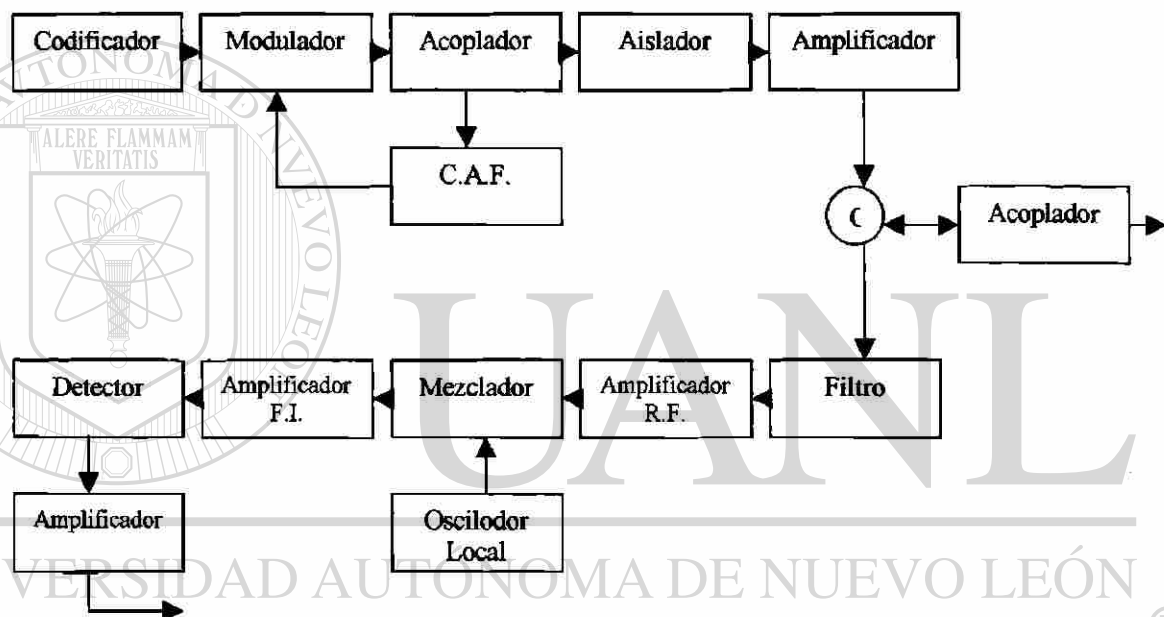 Codificador
Modulador
Acoplador
Aislador
Amplificador
C.A.F.
C
Acoplador
Detector
Amplificador
F.I.
Mezclador
Amplificador
R.F.
Filtro
Amplificador
Oscilodor
Local
ALERE FLAMMAM
VERITATIS
UANL
VERSIDAD AUTÓNOMA DE NUEVO LEÓN